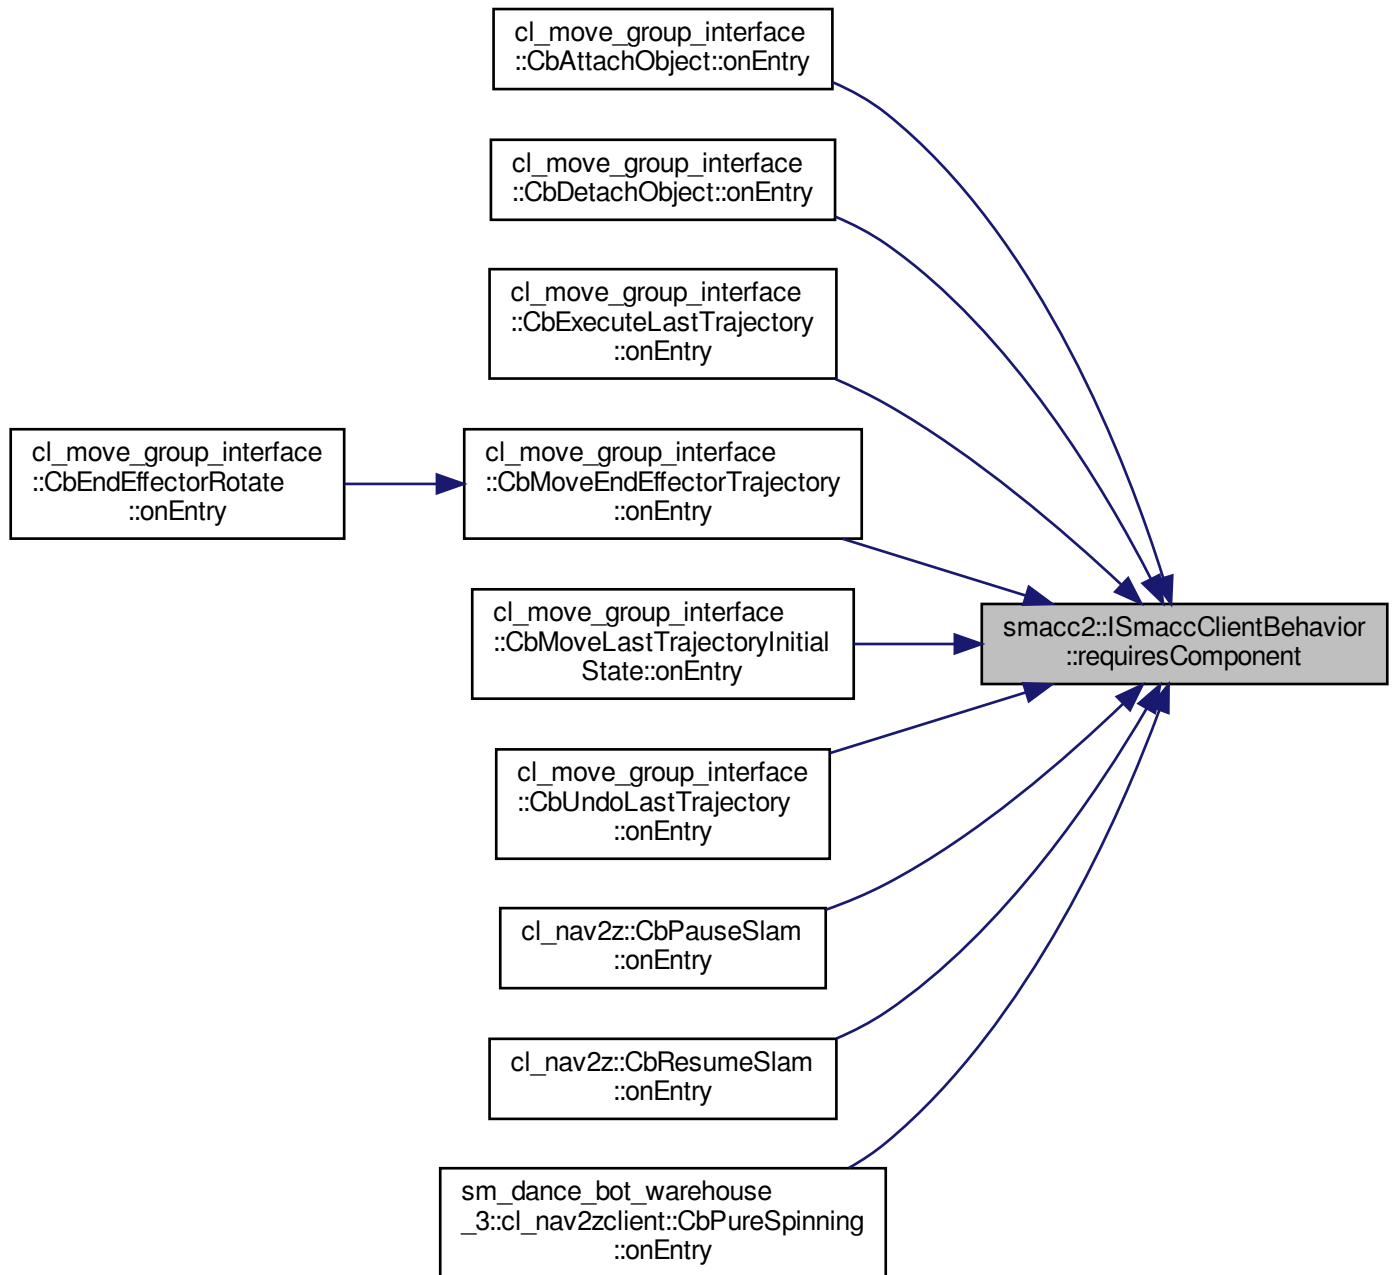 cl_move_group_interface
::CbAttachObject::onEntry
cl_move_group_interface
::CbDetachObject::onEntry
cl_move_group_interface
::CbExecuteLastTrajectory
::onEntry
cl_move_group_interface
::CbEndEffectorRotate
::onEntry
cl_move_group_interface
::CbMoveEndEffectorTrajectory
::onEntry
cl_move_group_interface
::CbMoveLastTrajectoryInitial
State::onEntry
smacc2::ISmaccClientBehavior
::requiresComponent
cl_move_group_interface
::CbUndoLastTrajectory
::onEntry
cl_nav2z::CbPauseSlam
::onEntry
cl_nav2z::CbResumeSlam
::onEntry
sm_dance_bot_warehouse
_3::cl_nav2zclient::CbPureSpinning
::onEntry